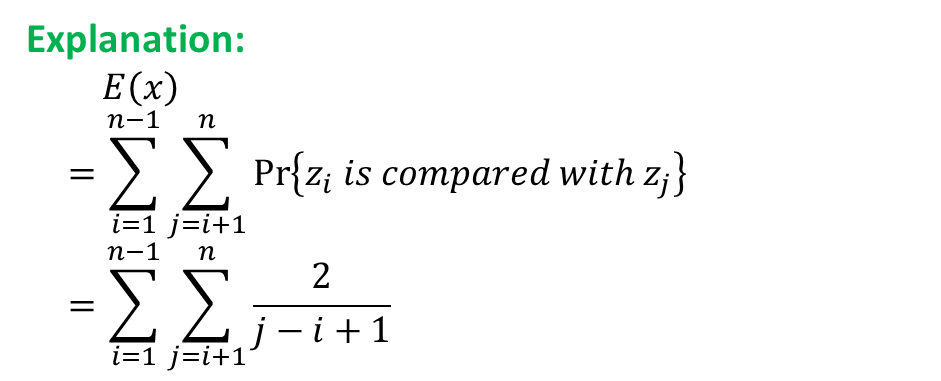 Explanation:
E(x)
= ∑_{i=1}^{n−1} ∑_{j=i+1}^{n} Pr{z_i is compared with z_j}
= ∑_{i=1}^{n−1} ∑_{j=i+1}^{n} 2/(j − i + 1)